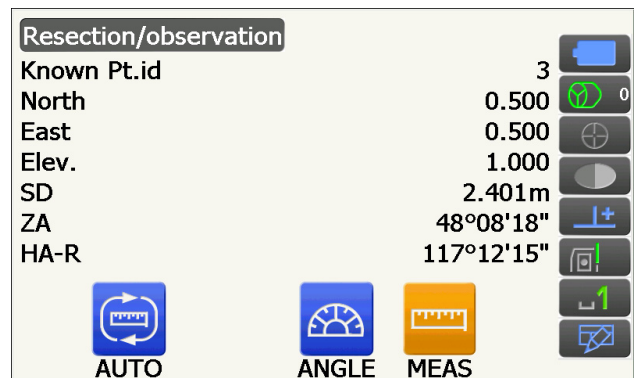 Resection/observation
Known Pt.id 3
North 0.500
East 0.500
Elev. 1.000
SD 2.401m
ZA 48°08'18"
HA-R 117°12'15"
0
1
AUTO ANGLE MEAS